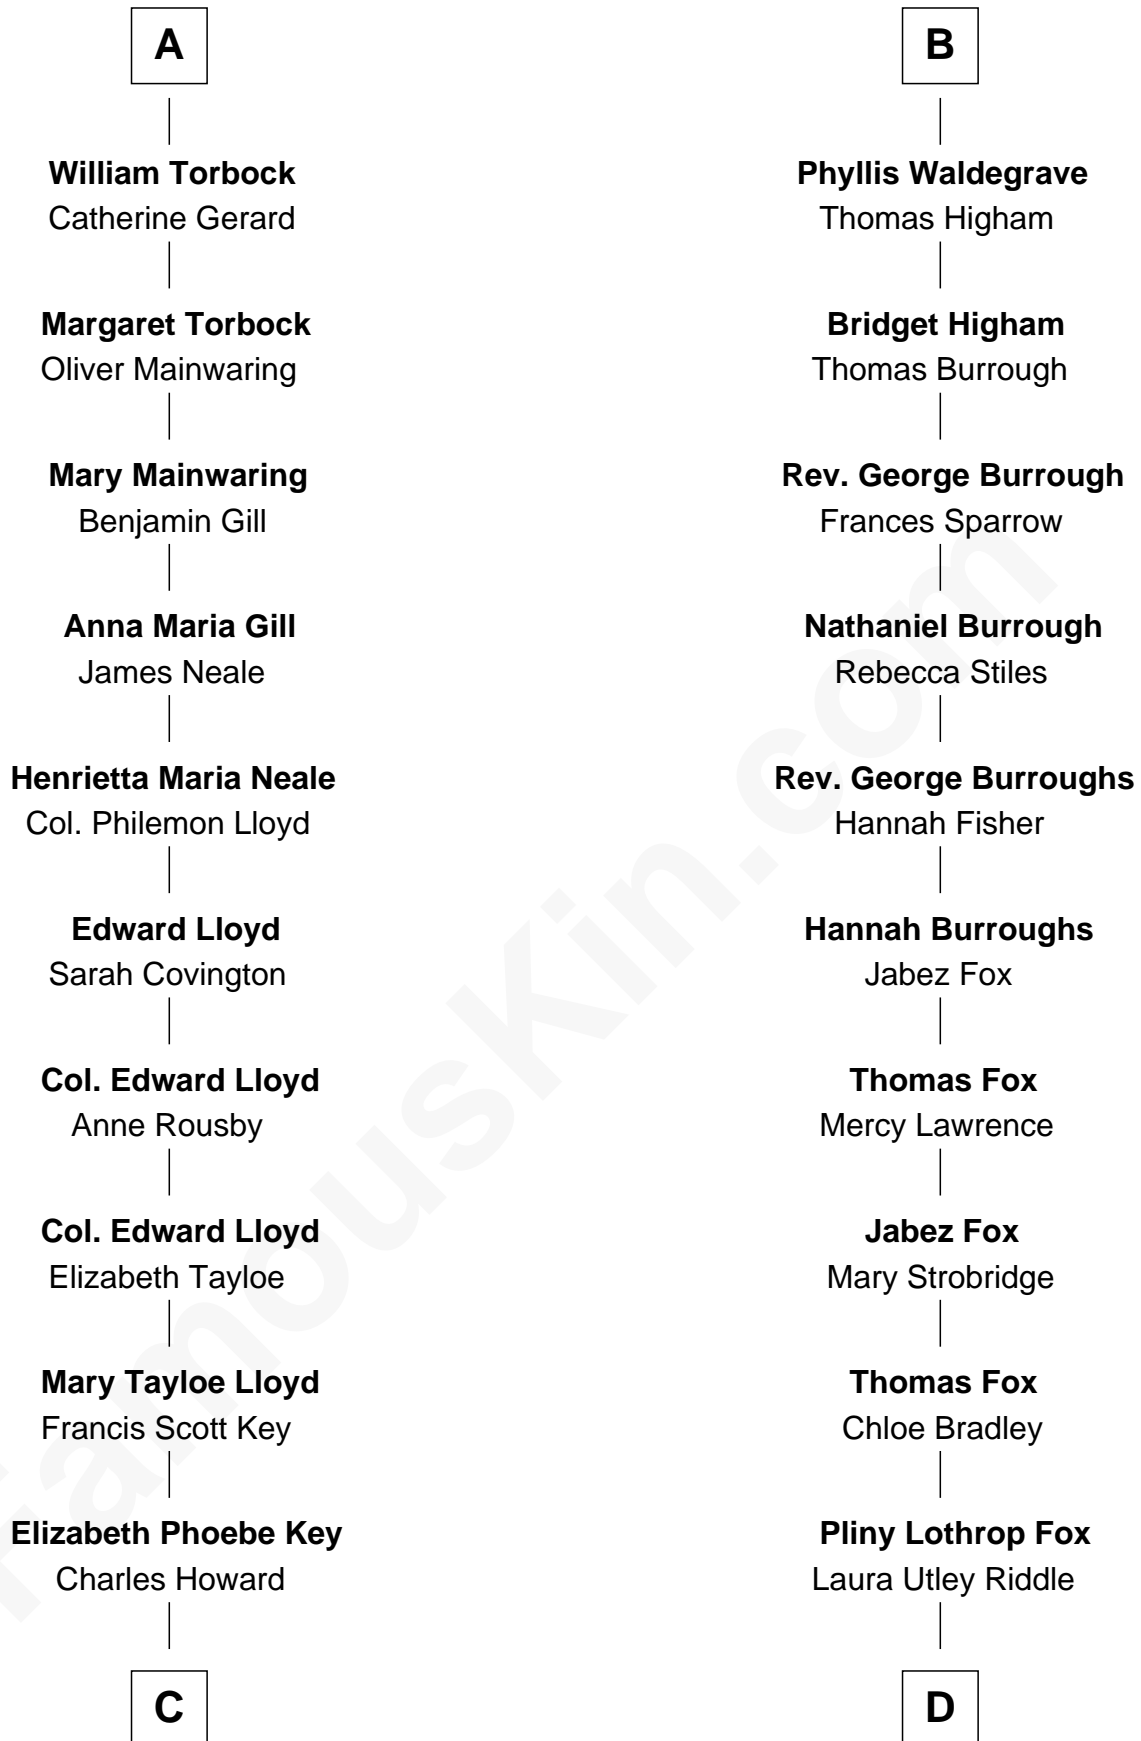 A
William Torbock
Catherine Gerard
Margaret Torbock
Oliver Mainwaring
Mary Mainwaring
Benjamin Gill
Anna Maria Gill
James Neale
Henrietta Maria Neale
Col. Philemon Lloyd
Edward Lloyd
Sarah Covington
Col. Edward Lloyd
Anne Rousby
Col. Edward Lloyd
Elizabeth Tayloe
Mary Tayloe Lloyd
Francis Scott Key
Elizabeth Phoebe Key
Charles Howard
C
B
Phyllis Waldegrave
Thomas Higham
Bridget Higham
Thomas Burrough
Rev. George Burrough
Frances Sparrow
Nathaniel Burrough
Rebecca Stiles
Rev. George Burroughs
Hannah Fisher
Hannah Burroughs
Jabez Fox
Thomas Fox
Mercy Lawrence
Jabez Fox
Mary Strobridge
Thomas Fox
Chloe Bradley
Pliny Lothrop Fox
Laura Utley Riddle
D
FamousKin.com